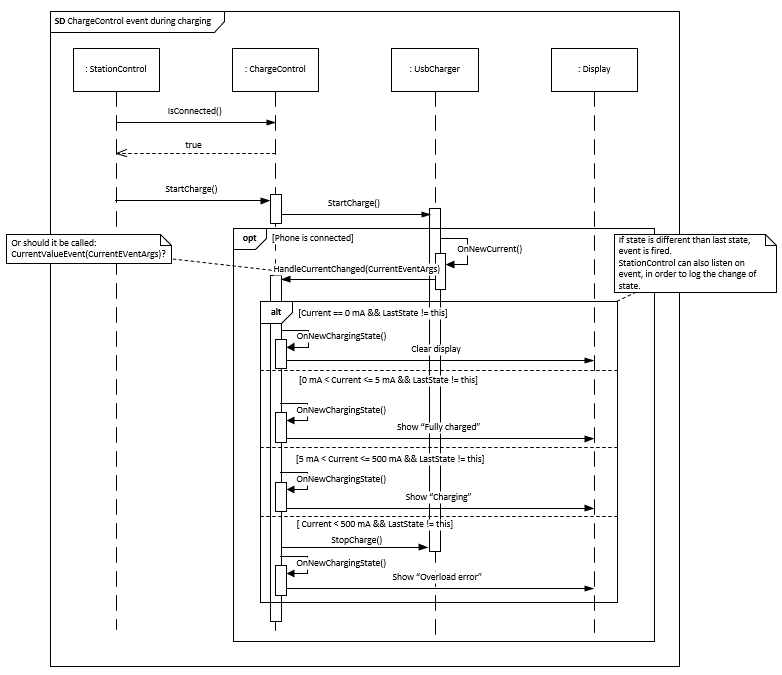 SD ChargeControl event during charging
: StationControl
: ChargeControl
: UsbCharger
: Display
IsConnected()
true
StartCharge()
StartCharge()
opt
[Phone is connected]
Or should it be called:
CurrentValueEvent(CurrentEVentArgs)?
If state is different than last state,
event is fired.
StationControl can also listen on
event, in order to log the change of
state.
OnNewCurrent()
HandleCurrentChanged(CurrentEventArgs)
alt
[Current == 0 mA && LastState != this]
OnNewChargingState()
Clear display
[0 mA < Current <= 5 mA && LastState != this]
OnNewChargingState()
Show “Fully charged”
[5 mA < Current <= 500 mA && LastState != this]
OnNewChargingState()
Show “Charging”
[ Current < 500 mA && LastState != this]
StopCharge()
OnNewChargingState()
Show “Overload error”